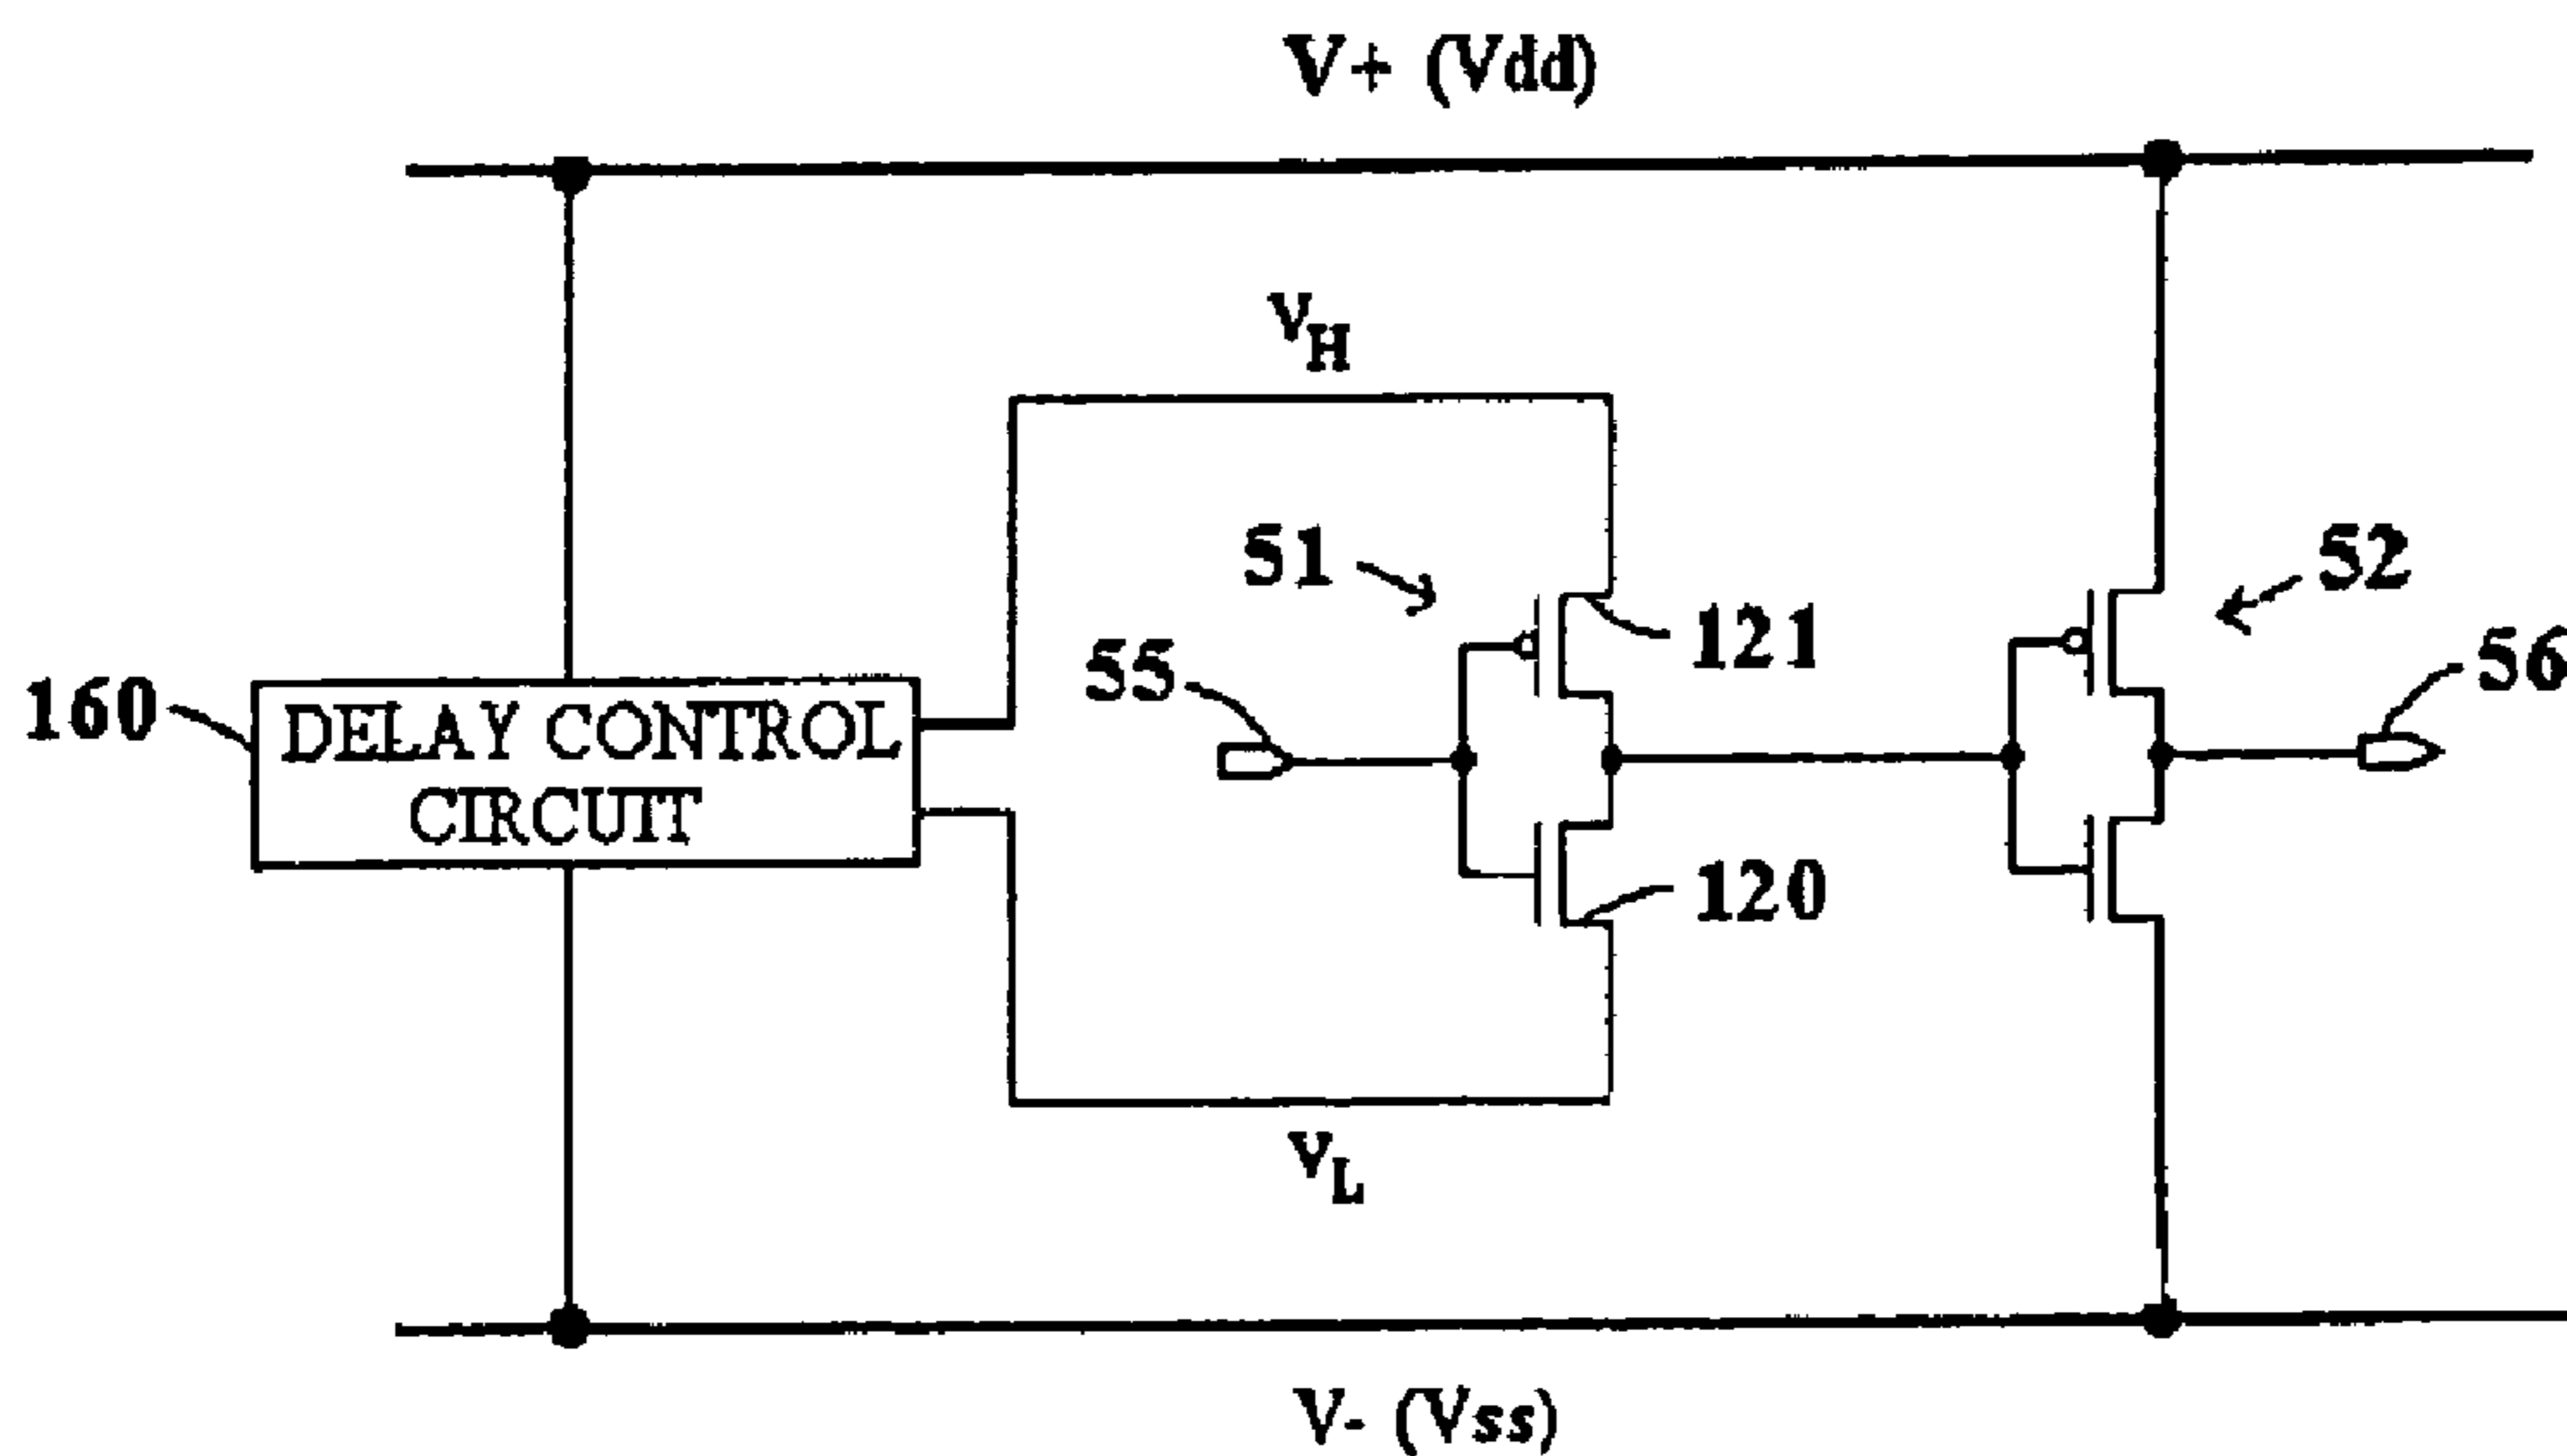 V+ (Vdd)
VH
51
52
121
55
56
160
DELAY CONTROL
CIRCUIT
120
VL
V- (Vss)